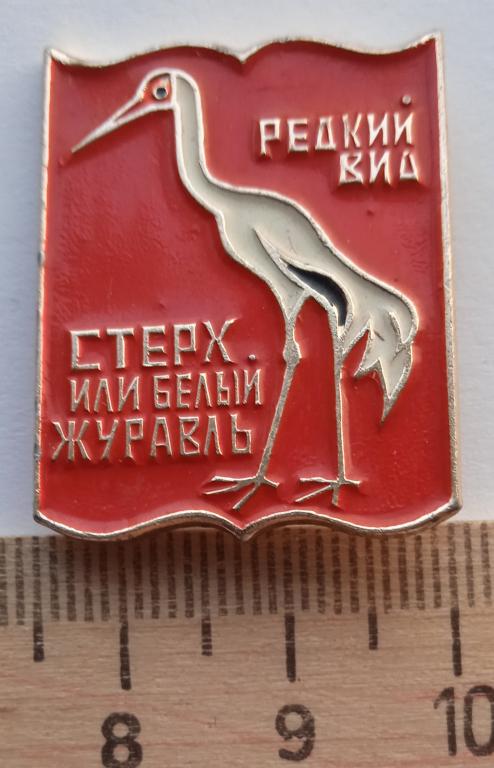 РЕДКИЙ
ВИД
СТЕРХ
ИЛИ БЕЛЫЙ
ЖУРАВЛЬ
8 9 10